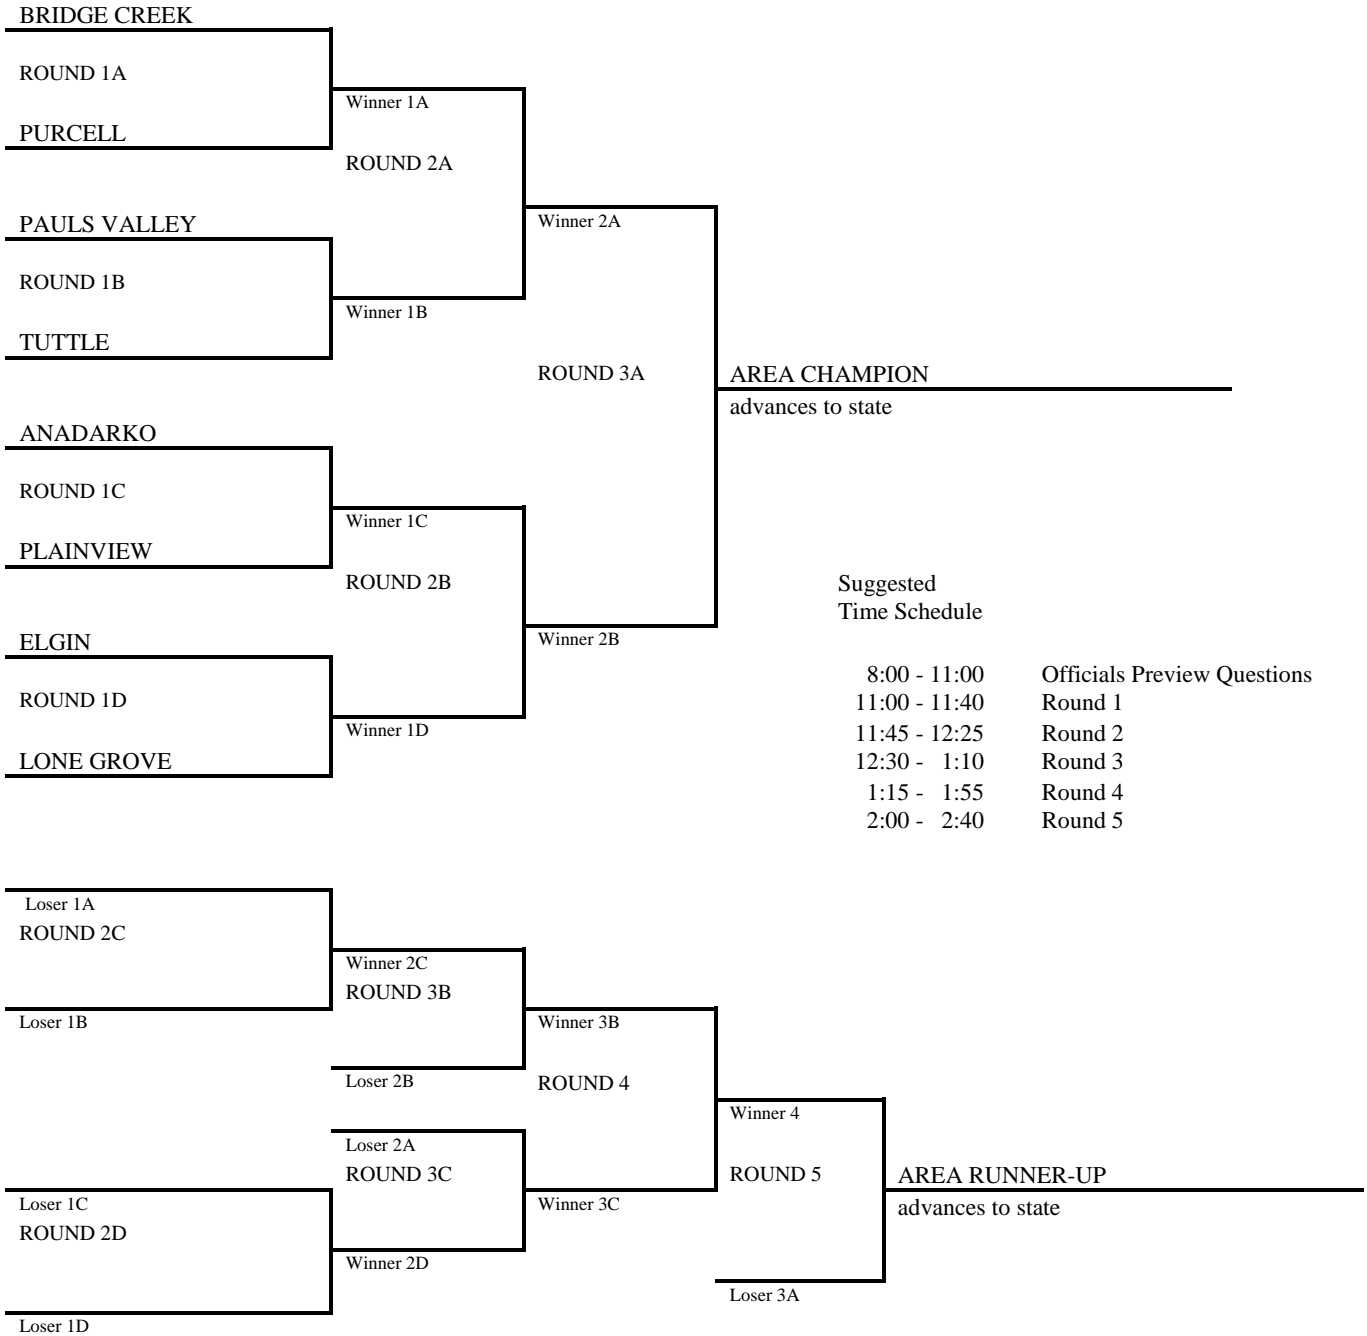 BRIDGE CREEK
ROUND 1A
Winner 1A
PURCELL
ROUND 2A
PAULS VALLEY
Winner 2A
ROUND 1B
Winner 1B
TUTTLE
ROUND 3A
AREA CHAMPION
advances to state
ANADARKO
ROUND 1C
Winner 1C
PLAINVIEW
ROUND 2B
ELGIN
Winner 2B
ROUND 1D
Winner 1D
LONE GROVE
Suggested
Time Schedule
8:00 - 11:00 Officials Preview Questions
11:00 - 11:40 Round 1
11:45 - 12:25 Round 2
12:30 - 1:10 Round 3
1:15 - 1:55 Round 4
2:00 - 2:40 Round 5
Loser 1A
ROUND 2C
Winner 2C
ROUND 3B
Loser 1B
Winner 3B
Loser 2B
ROUND 4
Winner 4
Loser 2A
ROUND 3C
ROUND 5
AREA RUNNER-UP
advances to state
Loser 1C
Winner 3C
ROUND 2D
Winner 2D
Loser 3A
Loser 1D